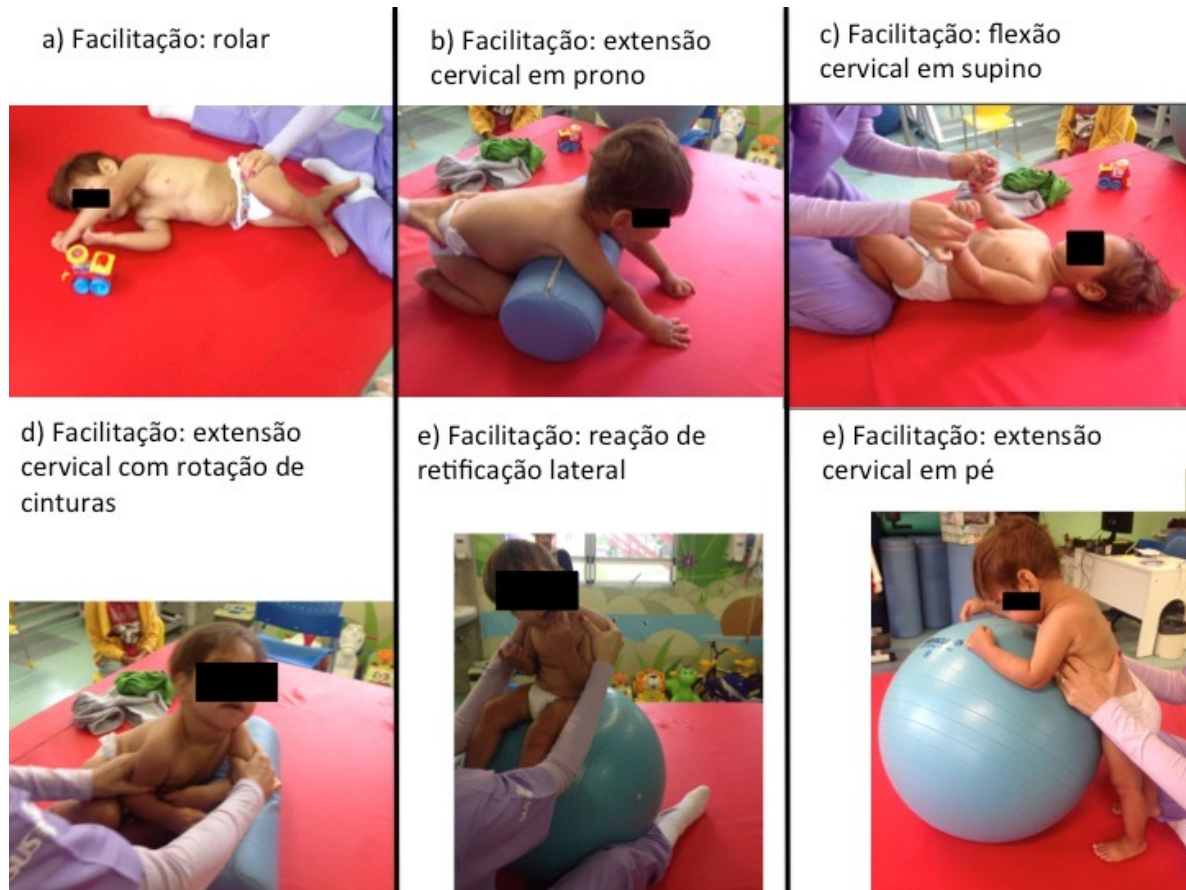 a) Facilitação: rolar
b) Facilitação: extensão
cervical em prono
c) Facilitação: flexão
cervical em supino
d) Facilitação: extensão
cervical com rotação de
cinturas
e) Facilitação: reação de
retificação lateral
e) Facilitação: extensão
cervical em pé